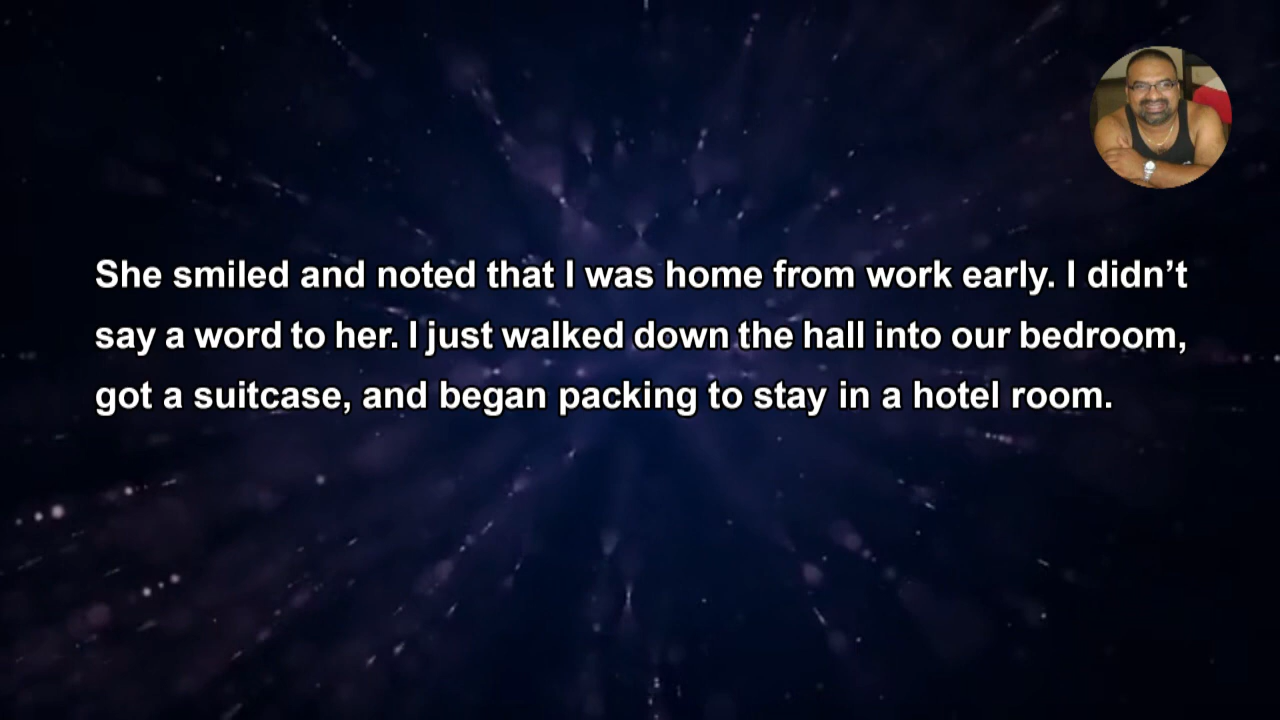 She smiled and noted that I was home from work early. I didn’t
say a word to her. I just walked down the hall into our bedroom,
got a suitcase, and began packing to stay in a hotel room.